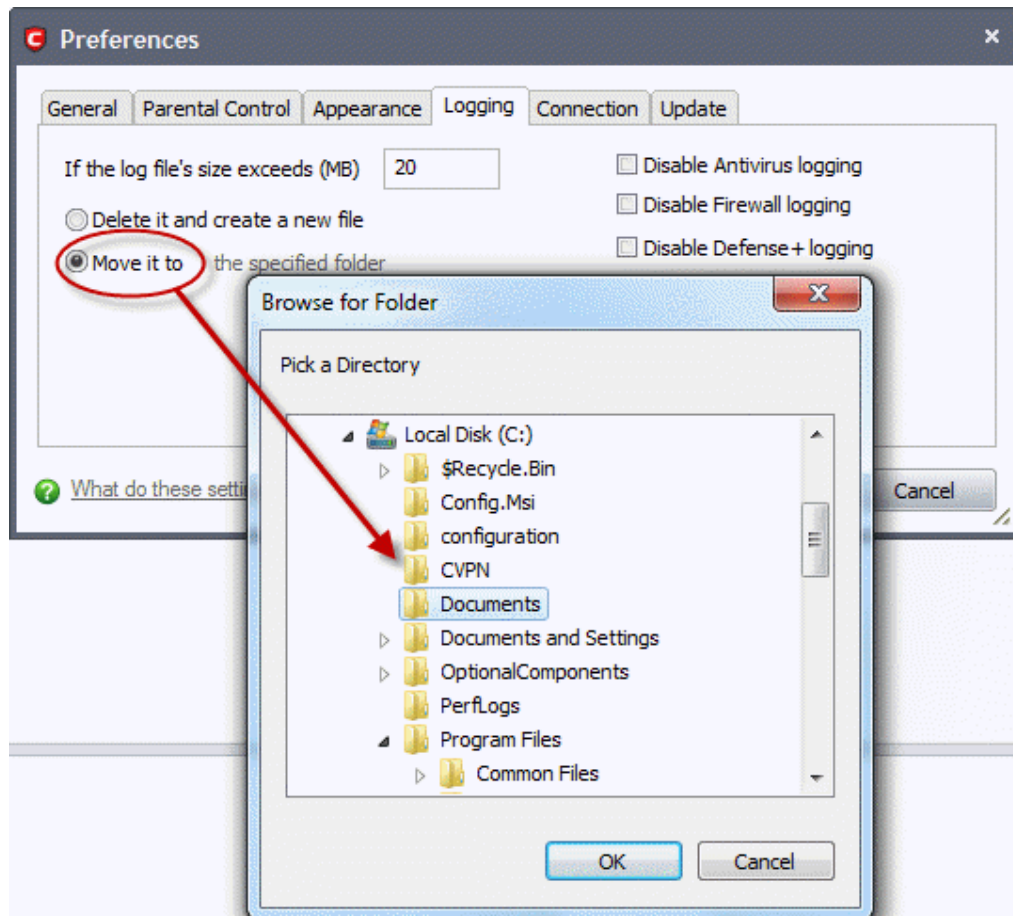 Preferences
General Parental Control Appearance Logging Connection Update
If the log file's size exceeds (MB) 20
Disable Antivirus logging
Delete it and create a new file
Disable Firewall logging
Move it to the specified folder
Disable Defense+ logging
What do these
Cancel
Browse for Folder
Pick a Directory
Local Disk (C:)
$Recycle.Bin
Config.Msi
configuration
CVPN
Documents
Documents and Settings
OptionalComponents
PerfLogs
Program Files
Common Files
OK Cancel